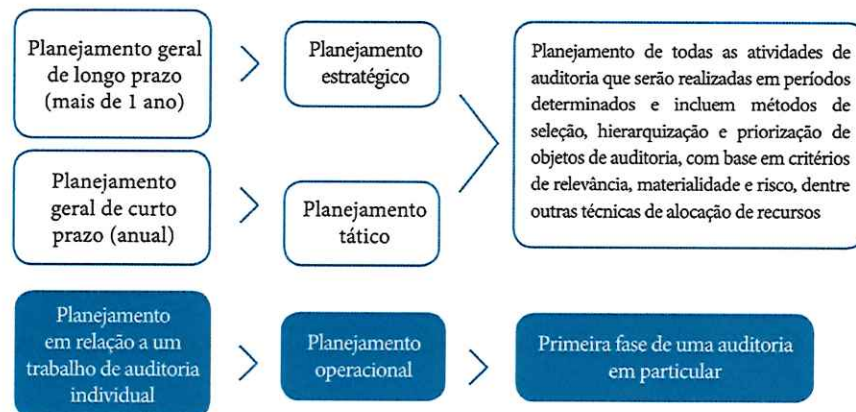 Planejamento geral
de longo prazo
(mais de 1 ano)
Planejamento
estratégico
Planejamento de todas as atividades de
auditoria que serão realizadas em períodos
determinados e incluem métodos de
seleção, hierarquização e priorização de
objetos de auditoria, com base em critérios
de relevância, materialidade e risco, dentre
outras técnicas de alocação de recursos
Planejamento
geral de curto
prazo (anual)
Planejamento
tático
Planejamento
em relação a um
trabalho de auditoria
individual
Planejamento
operacional
Primeira fase de uma auditoria
em particular